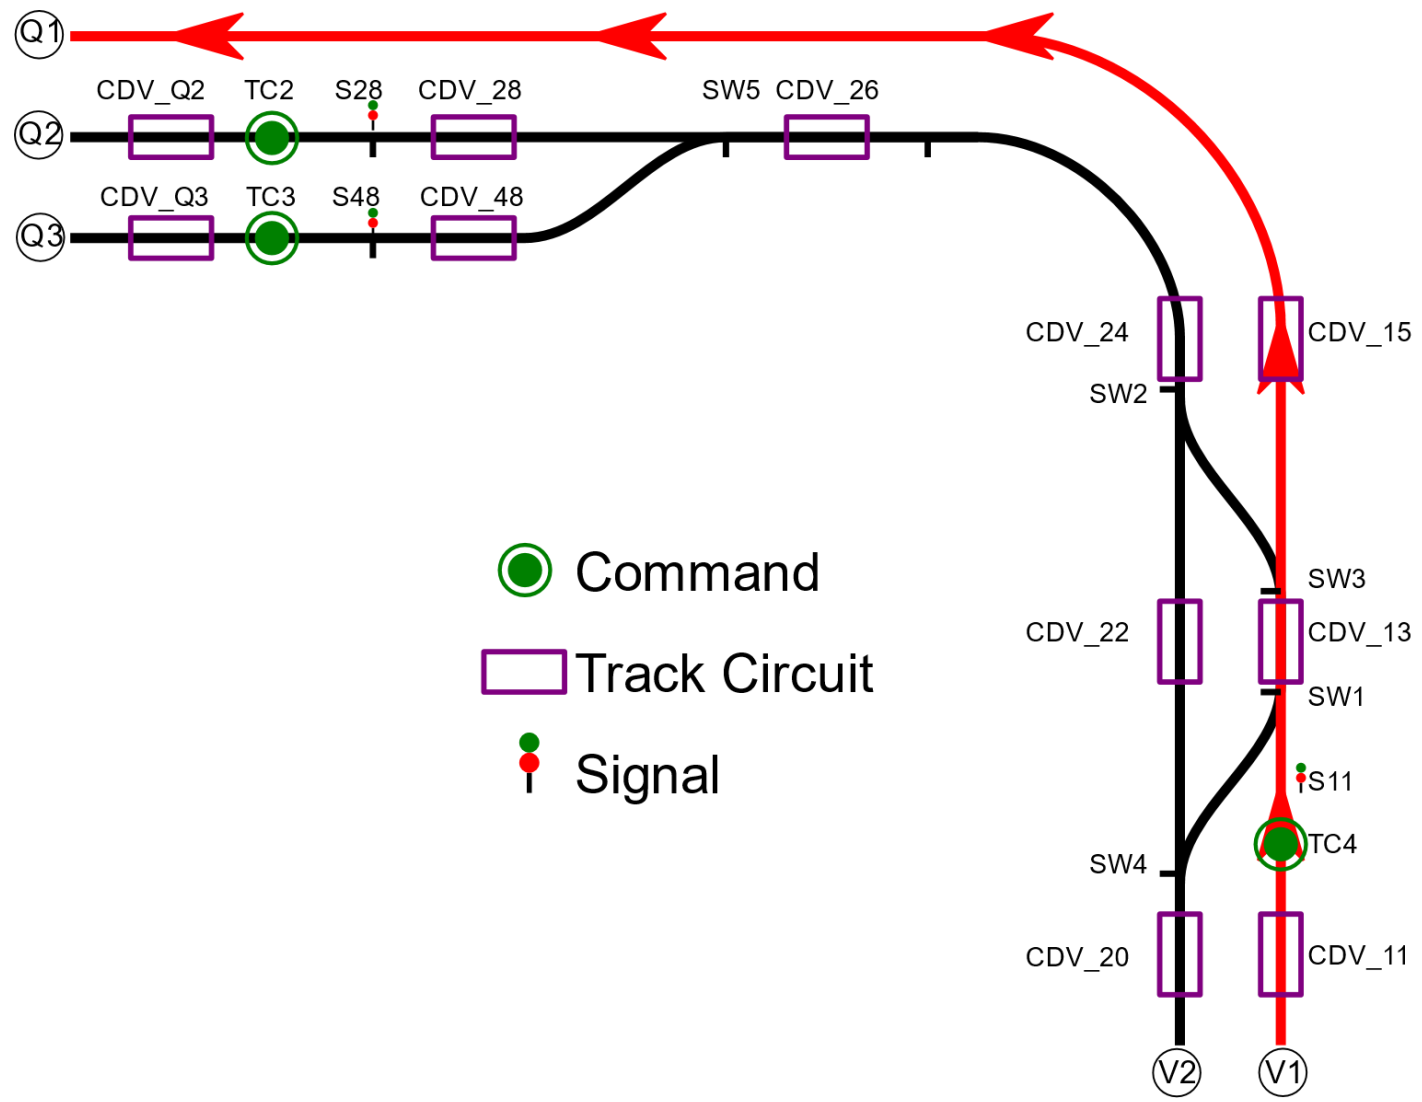 Q1
CDV_Q2 TC2 S28 CDV_28 SW5 CDV_26
Q2
CDV_Q3 TC3 S48 CDV_48
Q3
CDV_24 CDV_15
SW2
Command
SW3
CDV_22 CDV_13
Track Circuit
SW1
Signal
S11
TC4
SW4
CDV_20 CDV_11
V2 V1